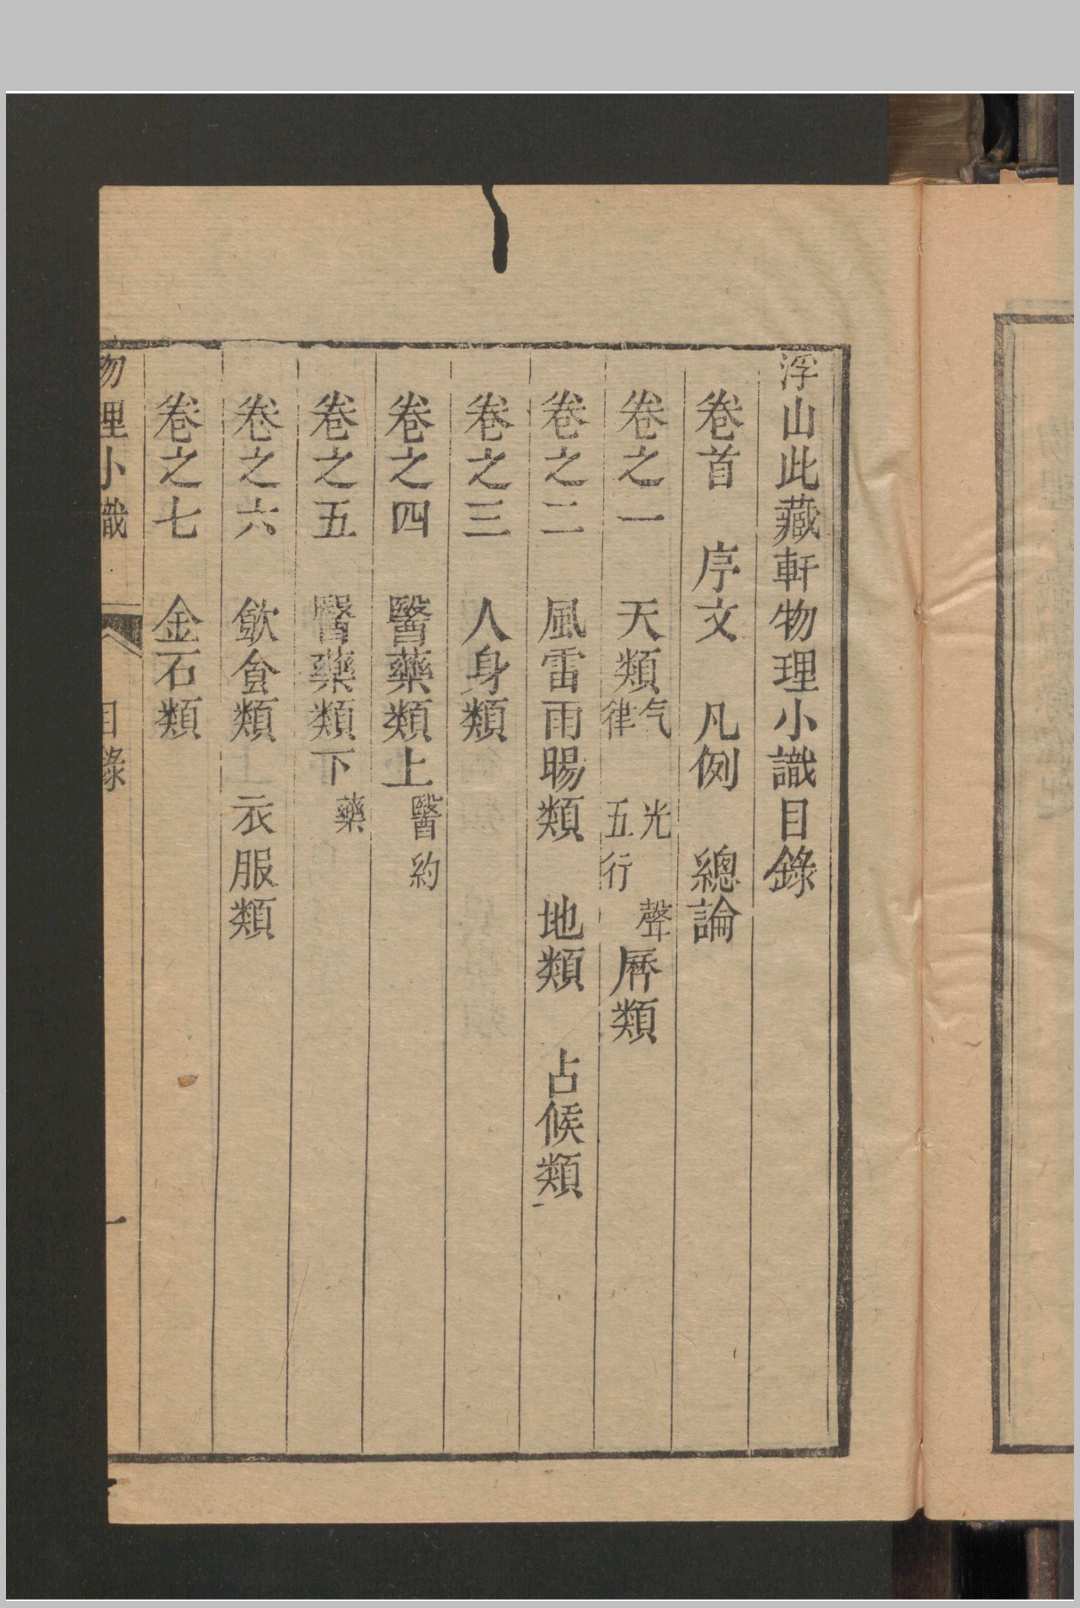 浮山此藏軒物理小識目錄
卷首　序文　凡例　總論
卷之一　天類　气　光　聲　律　五行　曆類
卷之二　風雷雨暘類　地類　占候類
卷之三　人身類
卷之四　醫藥類上　醫約
卷之五　醫藥類下　藥
卷之六　飲食類　衣服類
卷之七　金石類
物理小識　目錄　一